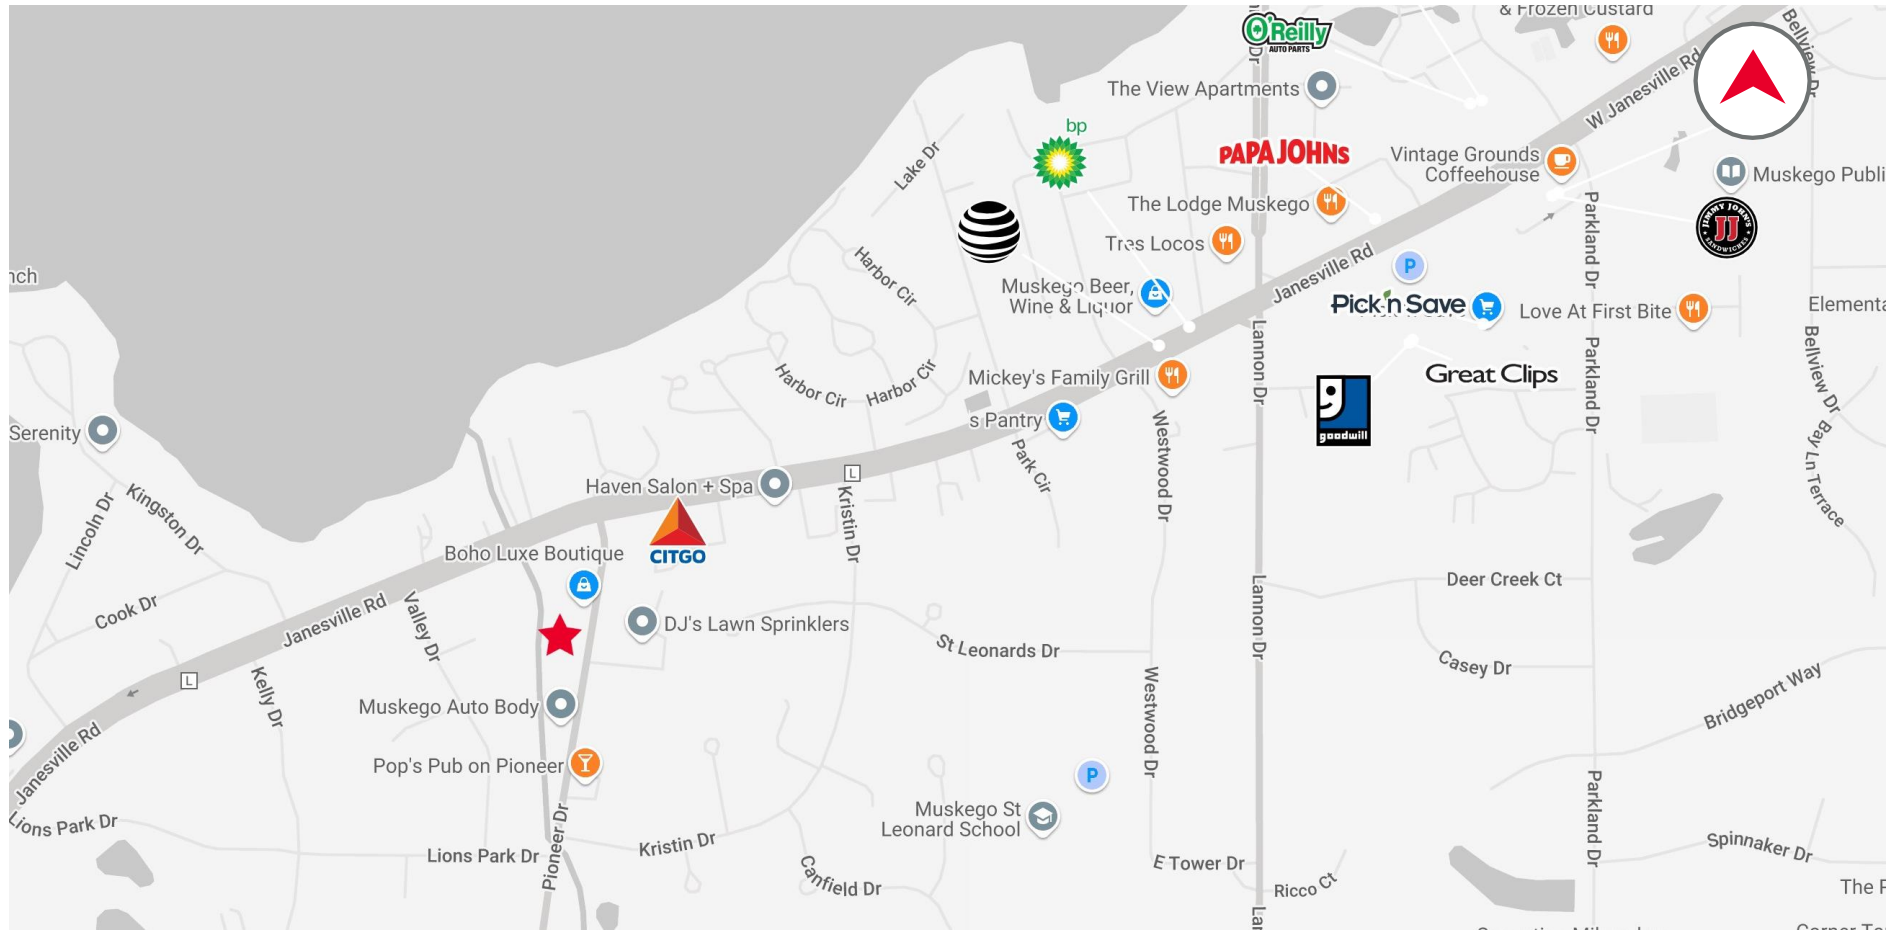 & Frozen Custard
O'Reilly
AUTO PARTS
Dr
Bellview Dr
W Janesville Rd
The View Apartments
bp
PAPA JOHNS
Vintage Grounds
Coffeehouse
Muskego Publi
Lake Dr
The Lodge Muskego
JIMMY JOHN'S
JJ
SANDWICHES
Parkland Dr
Tres Locos
Harbor Cir
Janesville Rd
P
nch
Muskego Beer,
Wine & Liquor
Pick'n Save
Love At First Bite
Elementa
Lannon Dr
Parkland Dr
Bellview Dr
Mickey's Family Grill
Great Clips
Harbor Cir
Harbor Cir
goodwill
s Pantry
Serenity
Westwood Dr
Park Cir
Bay Ln Terrace
L
Haven Salon + Spa
Kristin Dr
Lincoln Dr
Kingston Dr
CITGO
Boho Luxe Boutique
Deer Creek Ct
Cook Dr
Janesville Rd
Valley Dr
DJ's Lawn Sprinklers
St Leonards Dr
Lannon Dr
Casey Dr
L
Kelly Dr
Muskego Auto Body
Westwood Dr
Bridgeport Way
Janesville Rd
Pop's Pub on Pioneer
P
Muskego St
Leonard School
Parkland Dr
Lions Park Dr
Pioneer Dr
Kristin Dr
Lions Park Dr
Canfield Dr
E Tower Dr
Ricco Ct
Spinnaker Dr
The
Lan